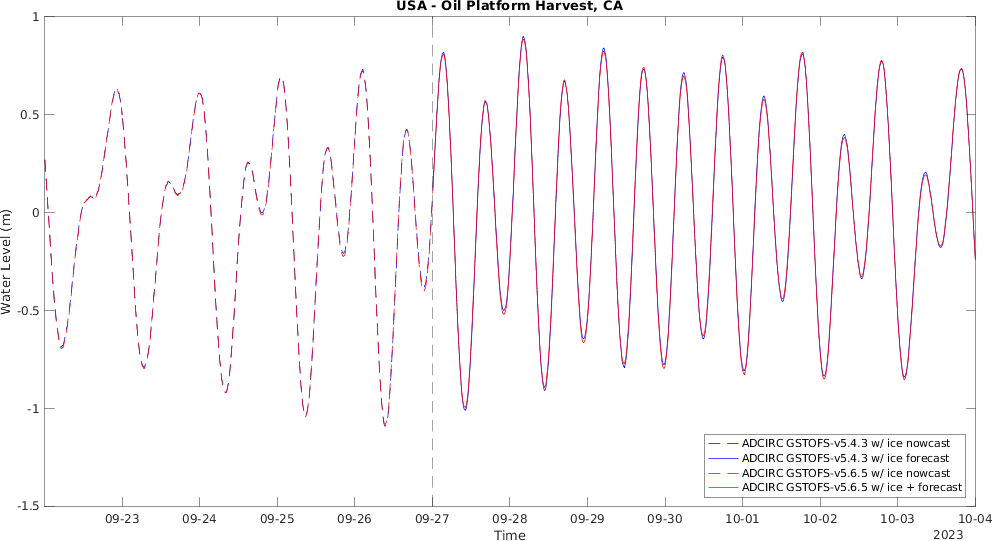 USA - Oil Platform Harvest, CA
1
0.5
0
-0.5
-1
-1.5
Water Level (m)
ADCIRC GSTOFS-v5.4.3 w/ ice nowcast
ADCIRC GSTOFS-v5.4.3 w/ ice forecast
ADCIRC GSTOFS-v5.6.5 w/ ice nowcast
ADCIRC GSTOFS-v5.6.5 w/ ice + forecast
09-23 09-24 09-25 09-26 09-27 09-28 09-29 09-30 10-01 10-02 10-03 10-04
Time
2023